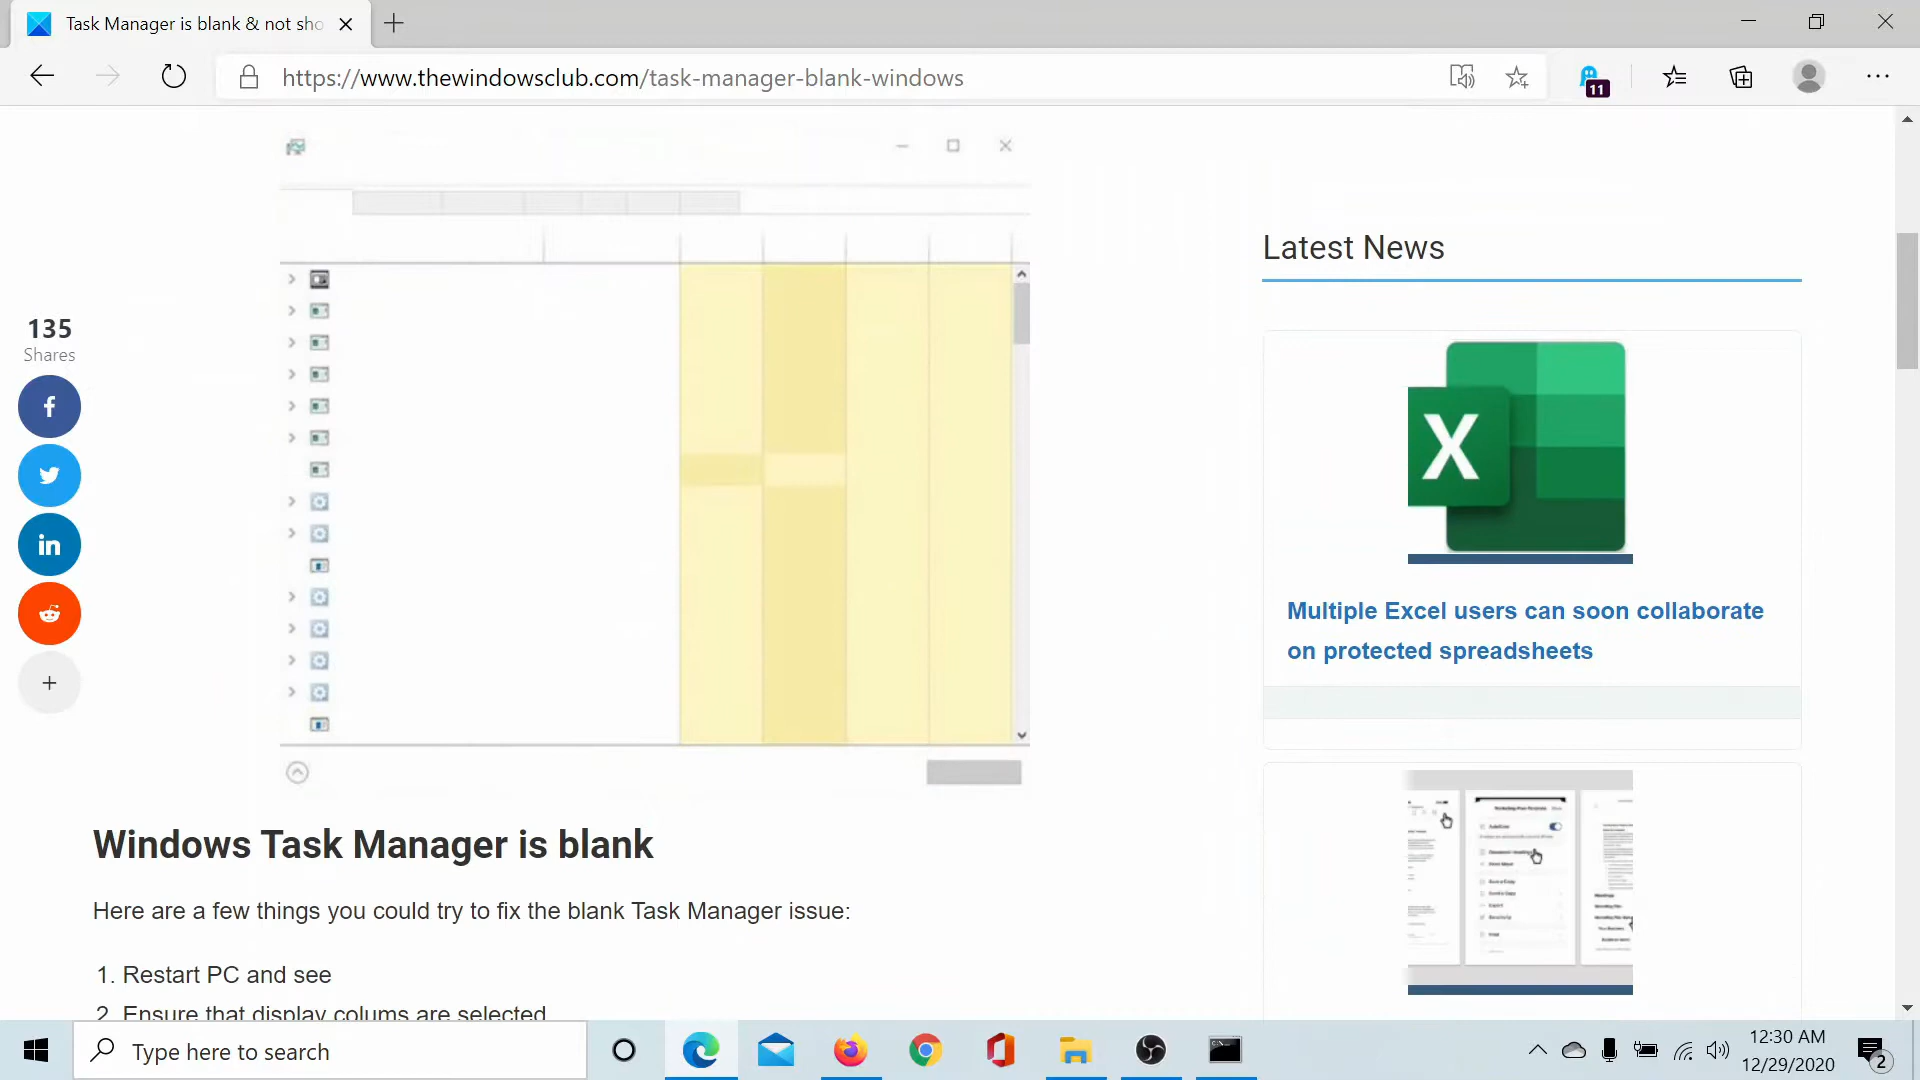 Task Manager is blank & not sho
https://www.thewindowsclub.com/task-manager-blank-windows
11
135
Shares
Latest News
Multiple Excel users can soon collaborate
on protected spreadsheets
Windows Task Manager is blank
Here are a few things you could try to fix the blank Task Manager issue:
1. Restart PC and see
2. Ensure that display colums are selected
Type here to search
12:30 AM
12/29/2020
2